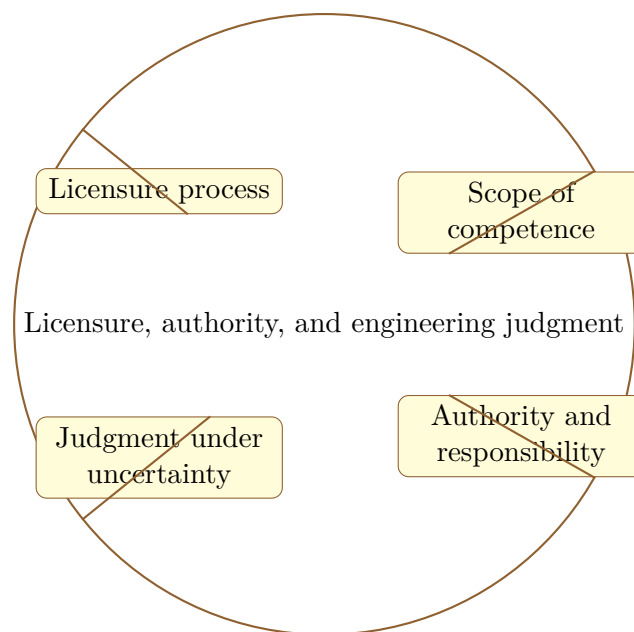 Licensure process
Scope of
competence
Licensure, authority, and engineering judgment
Judgment under
uncertainty
Authority and
responsibility